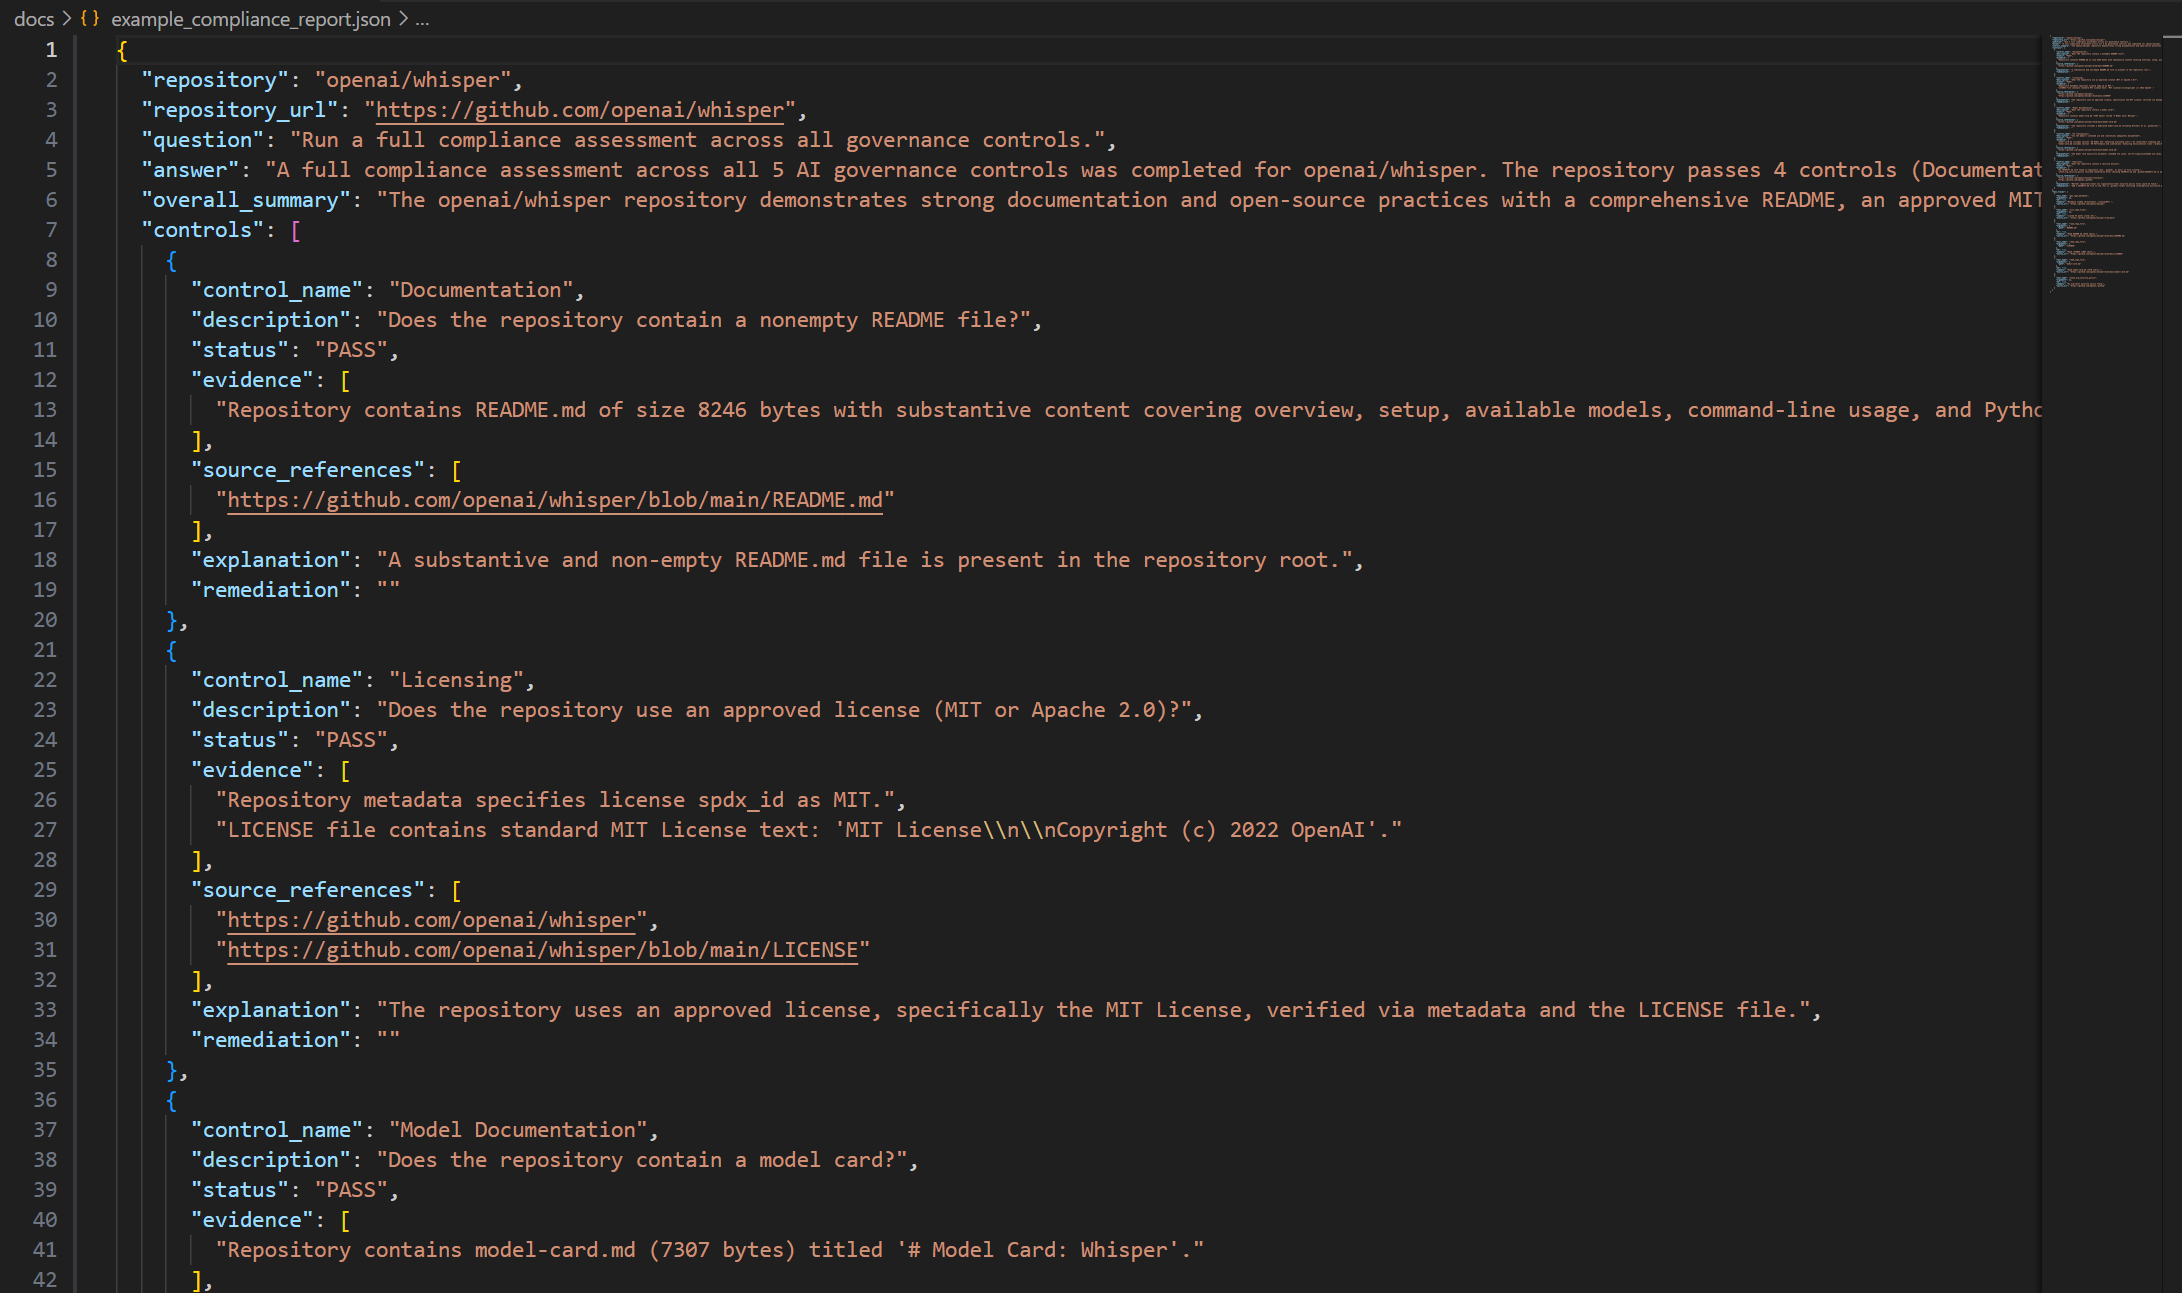 docs > {} example_compliance_report.json > ...
1 {
2 "repository": "openai/whisper",
3 "repository_url": "https://github.com/openai/whisper",
4 "question": "Run a full compliance assessment across all governance controls.",
5 "answer": "A full compliance assessment across all 5 AI governance controls was completed for openai/whisper. The repository passes 4 controls (Documentat
6 "overall_summary": "The openai/whisper repository demonstrates strong documentation and open-source practices with a comprehensive README, an approved MIT
7 "controls": [
8 {
9 "control_name": "Documentation",
10 "description": "Does the repository contain a nonempty README file?",
11 "status": "PASS",
12 "evidence": [
13 "Repository contains README.md of size 8246 bytes with substantive content covering overview, setup, available models, command-line usage, and Pytho
14 ],
15 "source_references": [
16 "https://github.com/openai/whisper/blob/main/README.md"
17 ],
18 "explanation": "A substantive and non-empty README.md file is present in the repository root.",
19 "remediation": ""
20 },
21 {
22 "control_name": "Licensing",
23 "description": "Does the repository use an approved license (MIT or Apache 2.0)?",
24 "status": "PASS",
25 "evidence": [
26 "Repository metadata specifies license spdx_id as MIT.",
27 "LICENSE file contains standard MIT License text: 'MIT License\\n\\nCopyright (c) 2022 OpenAI'."
28 ],
29 "source_references": [
30 "https://github.com/openai/whisper",
31 "https://github.com/openai/whisper/blob/main/LICENSE"
32 ],
33 "explanation": "The repository uses an approved license, specifically the MIT License, verified via metadata and the LICENSE file.",
34 "remediation": ""
35 },
36 {
37 "control_name": "Model Documentation",
38 "description": "Does the repository contain a model card?",
39 "status": "PASS",
40 "evidence": [
41 "Repository contains model-card.md (7307 bytes) titled '# Model Card: Whisper'."
42 ],